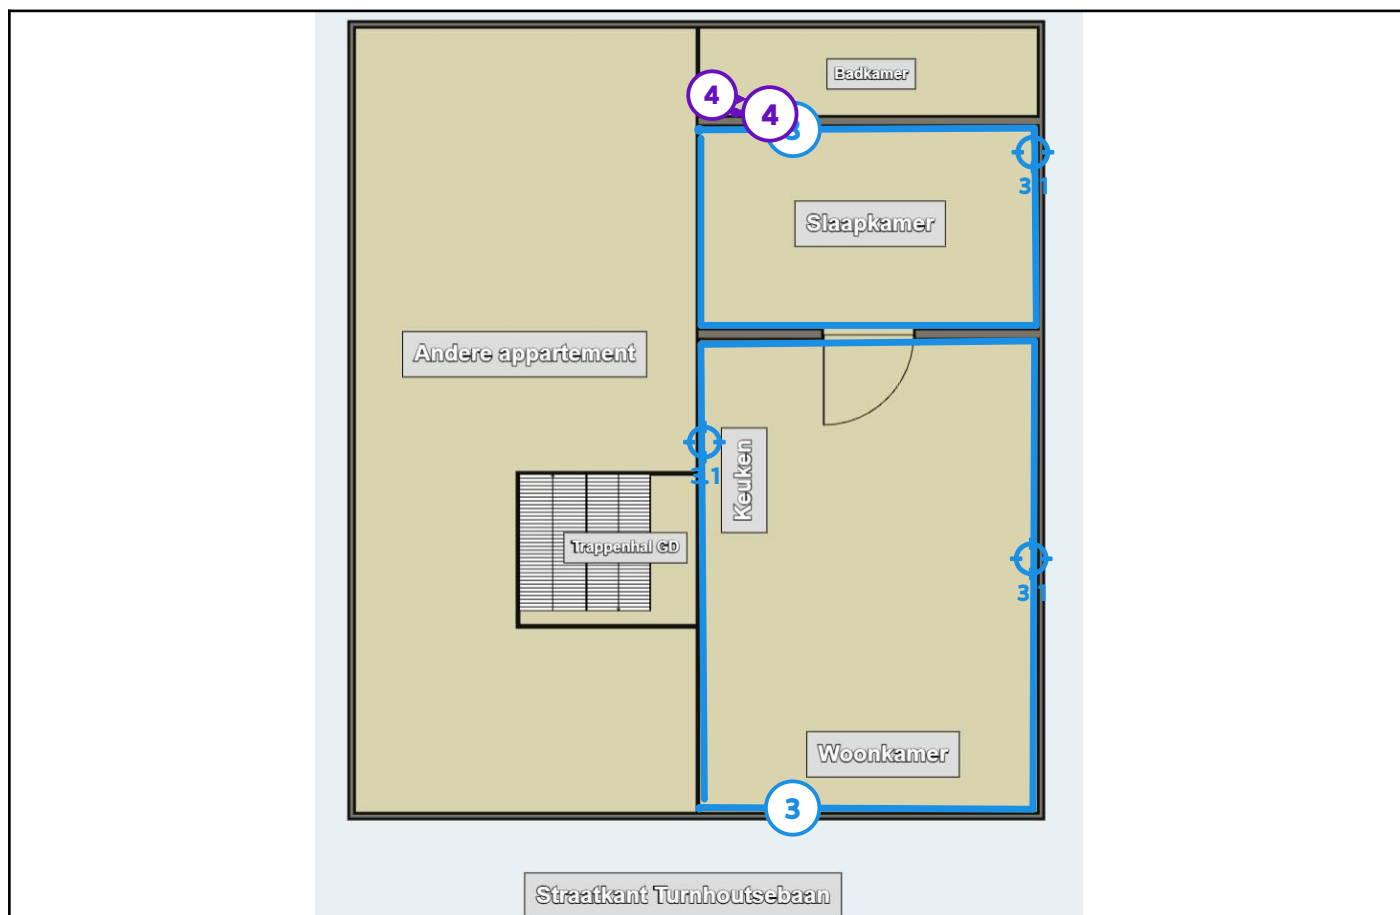 Badkamer
4
4
3
3.1
Slaapkamer
Andere appartement
Keuken
3.1
Trappenhal GD
3.1
Woonkamer
3
Straatkant Turnhoutsebaan